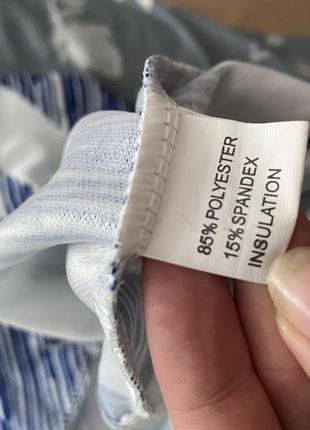 85% POLYESTER
15% SPANDEX
INSULATION